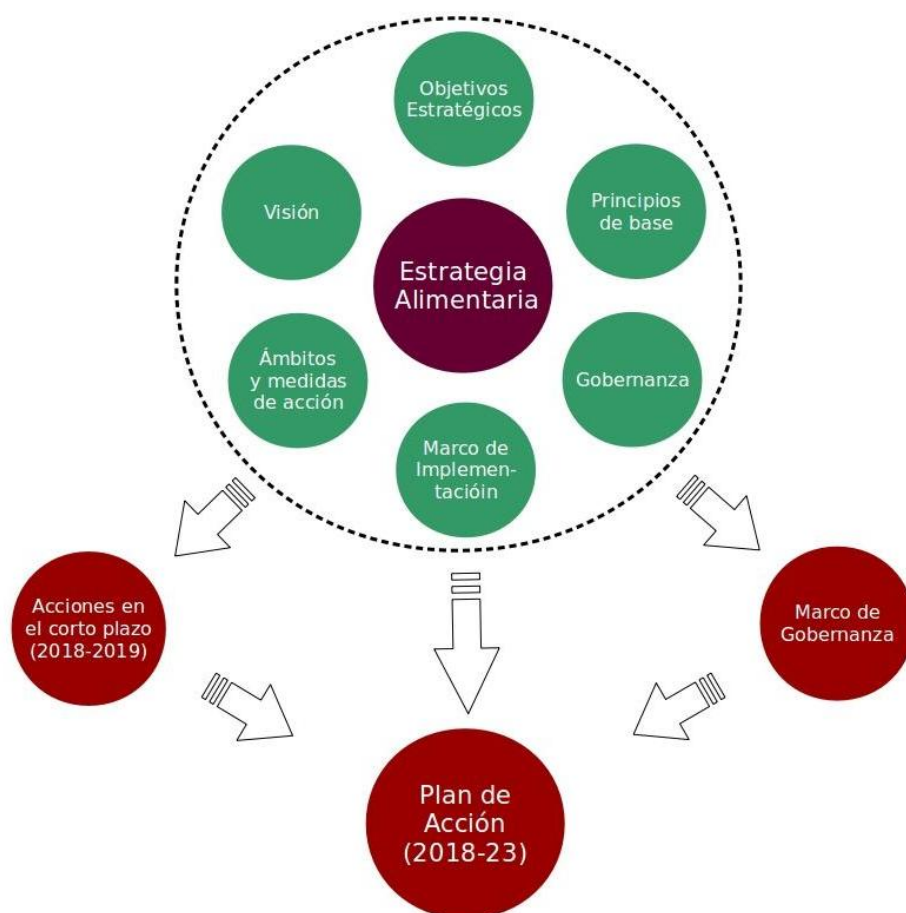 Objetivos
Estratégicos
Visión
Principios
de base
Estrategia
Alimentaria
Ámbitos
y medidas
de acción
Gobernanza
Marco de
Implemen-
tacióin
Acciones en
el corto plazo
(2018-2019)
Marco de
Gobernanza
Plan de
Acción
(2018-23)